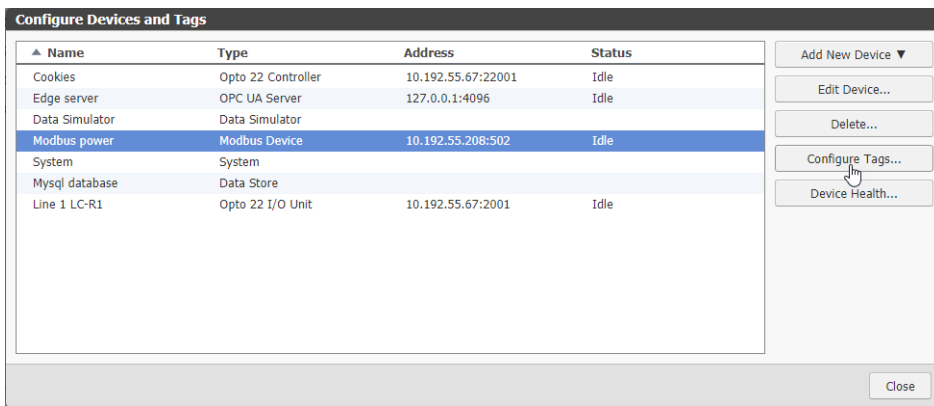 Configure Devices and Tags
▲ Name Type Address Status
Cookies Opto 22 Controller 10.192.55.67:22001 Idle
Edge server OPC UA Server 127.0.0.1:4096 Idle
Data Simulator Data Simulator
Modbus power Modbus Device 10.192.55.208:502 Idle
System System
Mysql database Data Store
Line 1 LC-R1 Opto 22 I/O Unit 10.192.55.67:2001 Idle
Add New Device ▼
Edit Device...
Delete...
Configure Tags...
Device Health...
Close